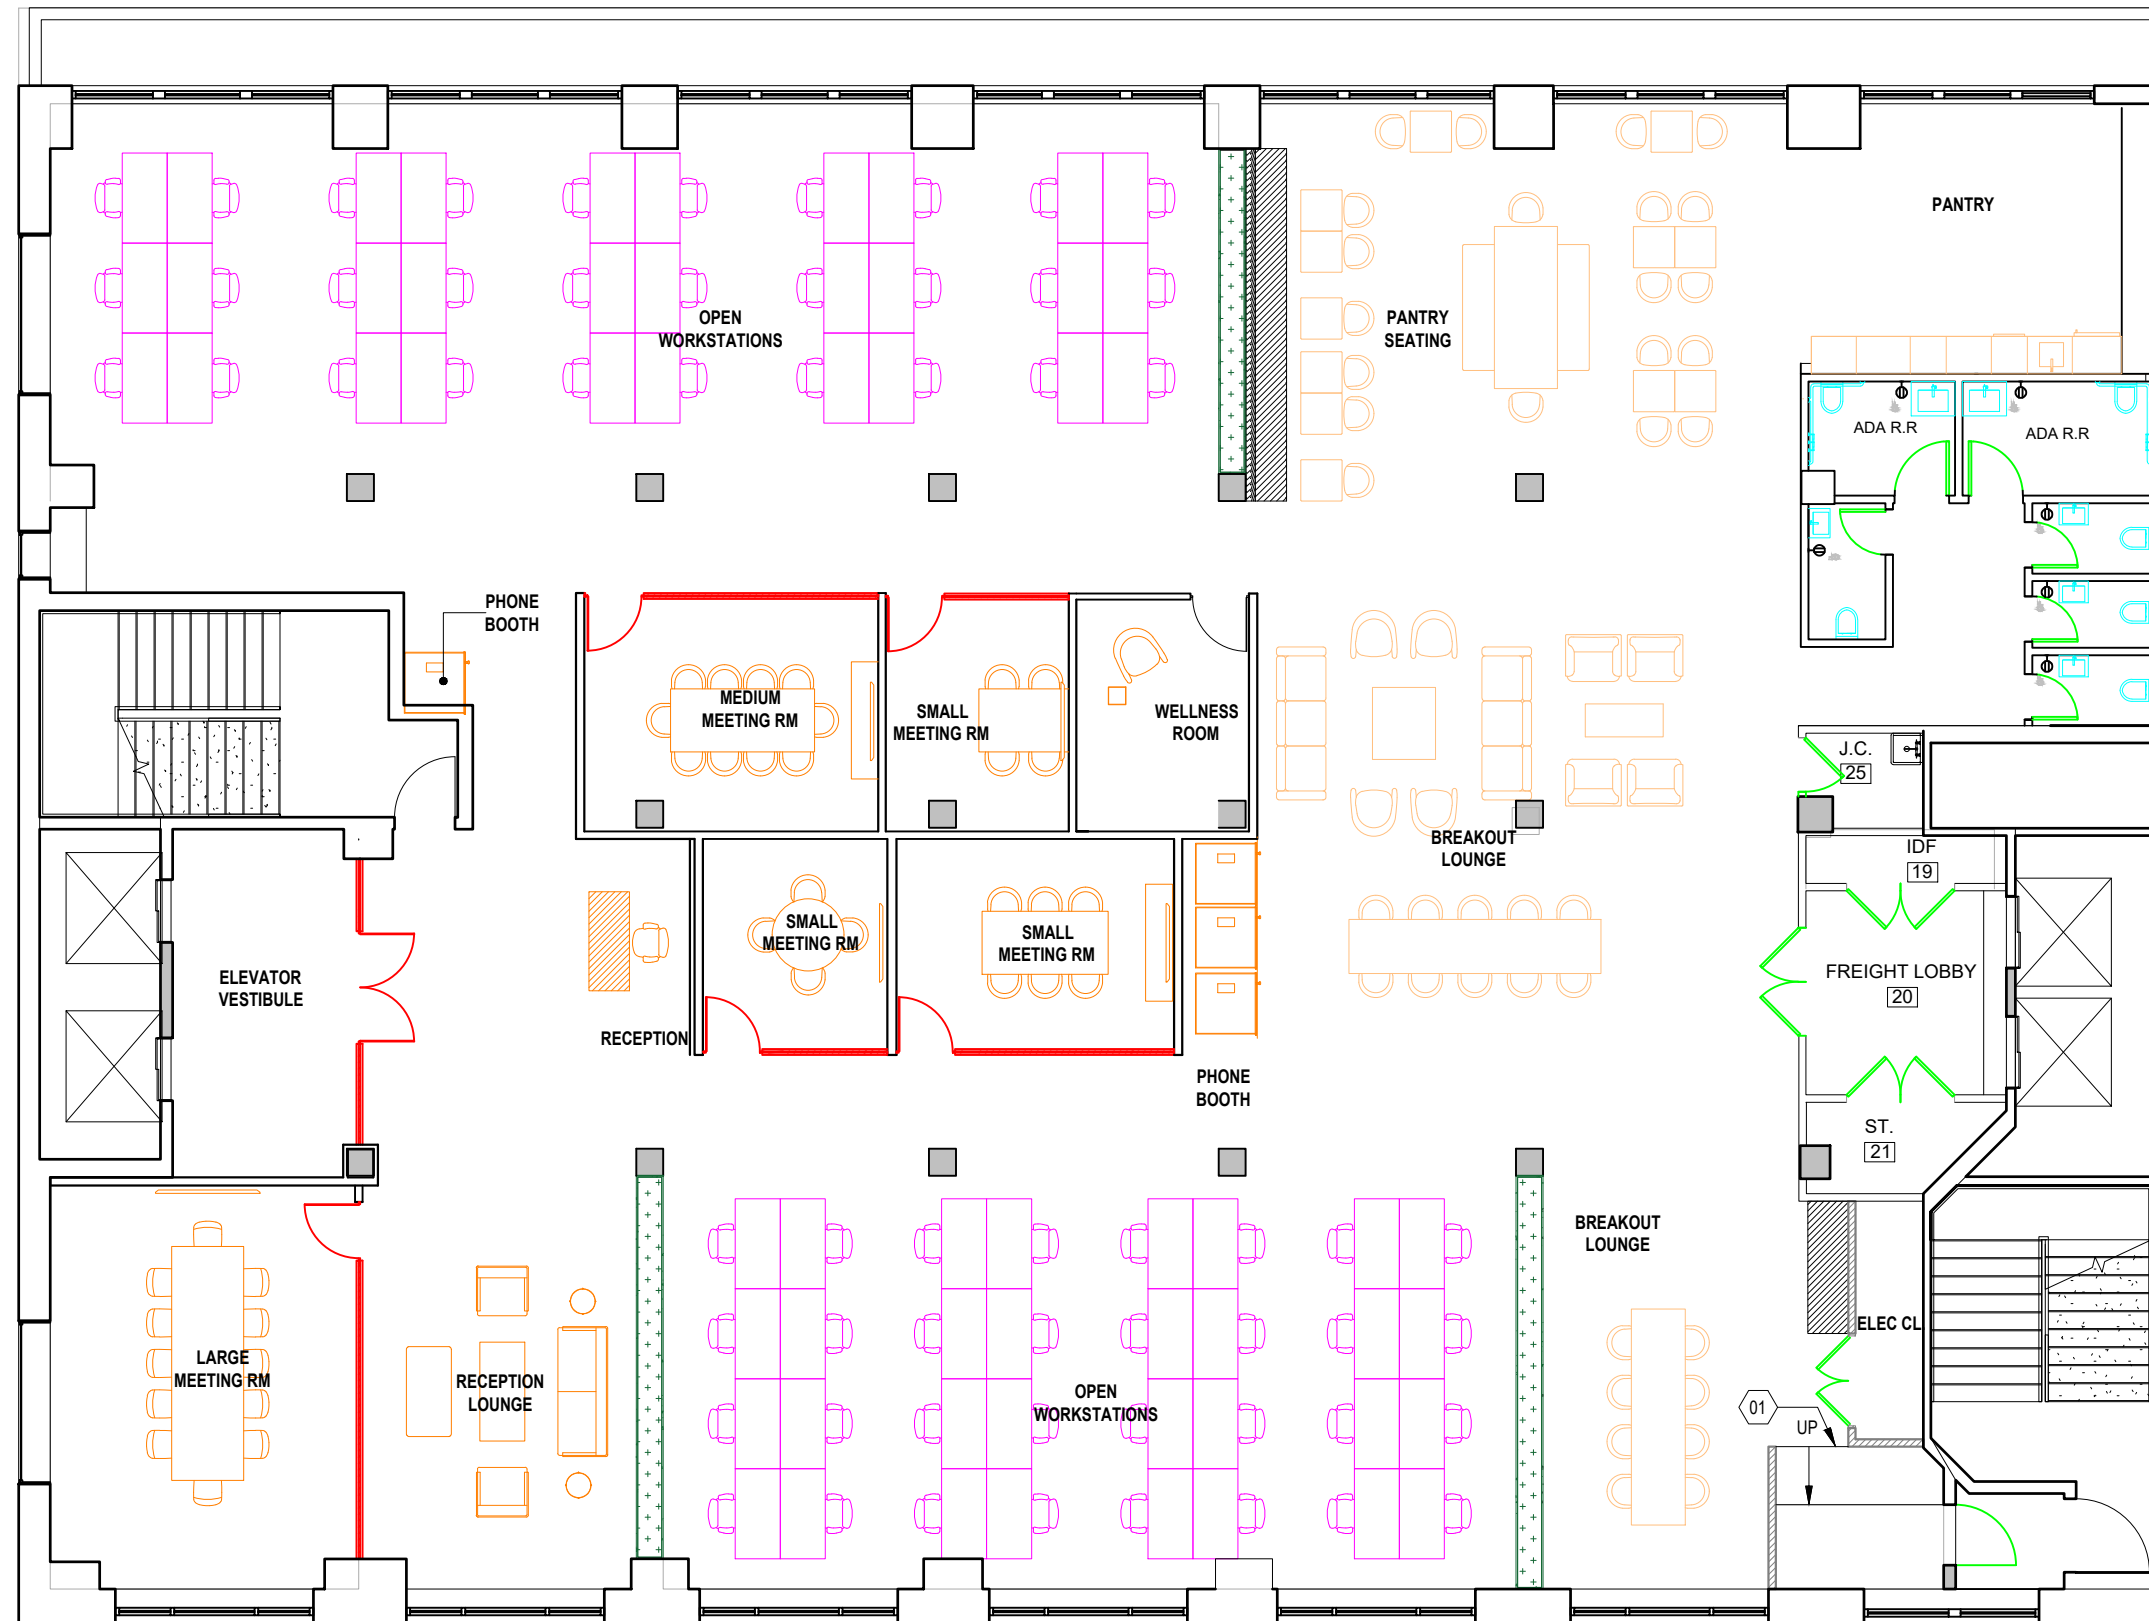 PANTRY
OPEN
WORKSTATIONS
PANTRY
SEATING
ADA R.R
ADA R.R
PHONE
BOOTH
MEDIUM
MEETING RM
SMALL
MEETING RM
WELLNESS
ROOM
J.C.
25
BREAKOUT
LOUNGE
IDF
19
SMALL
MEETING RM
SMALL
MEETING RM
ELEVATOR
VESTIBULE
FREIGHT LOBBY
20
RECEPTION
PHONE
BOOTH
ST.
21
BREAKOUT
LOUNGE
ELEC CL
LARGE
MEETING RM
RECEPTION
LOUNGE
OPEN
WORKSTATIONS
01
UP